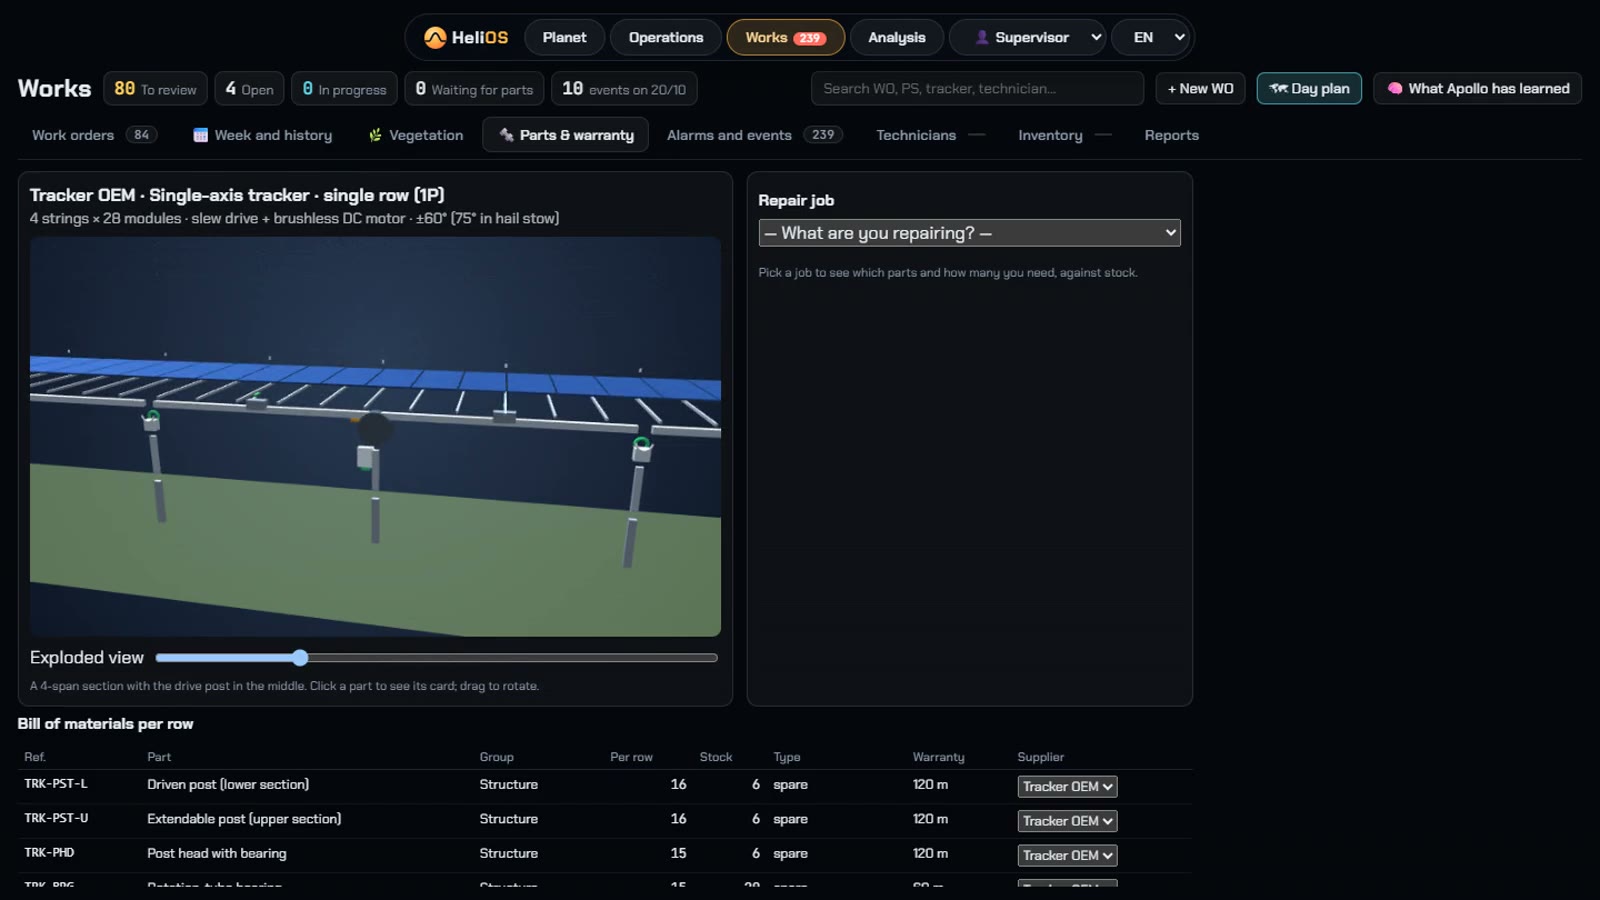 HeliOS
Planet
Operations
Works 239
Analysis
Supervisor
EN
Works
80 To review
4 Open
0 In progress
0 Waiting for parts
10 events on 20/10
Search WO, PS, tracker, technician...
+ New WO
Day plan
What Apollo has learned
Work orders 84
Week and history
Vegetation
Parts & warranty
Alarms and events 239
Technicians —
Inventory —
Reports
Tracker OEM · Single-axis tracker · single row (1P)
4 strings × 28 modules · slew drive + brushless DC motor · ±60° (75° in hail stow)
Exploded view
A 4-span section with the drive post in the middle. Click a part to see its card; drag to rotate.
Repair job
— What are you repairing? —
Pick a job to see which parts and how many you need, against stock.
Bill of materials per row
Ref. Part Group Per row Stock Type Warranty Supplier
TRK-PST-L Driven post (lower section) Structure 16 6 spare 120 m Tracker OEM
TRK-PST-U Extendable post (upper section) Structure 16 6 spare 120 m Tracker OEM
TRK-PHD Post head with bearing Structure 15 6 spare 120 m Tracker OEM